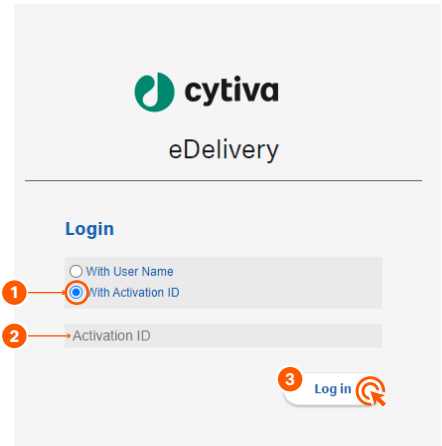 cytiva
eDelivery
Login
With User Name
1 With Activation ID
2 Activation ID
3 Log in